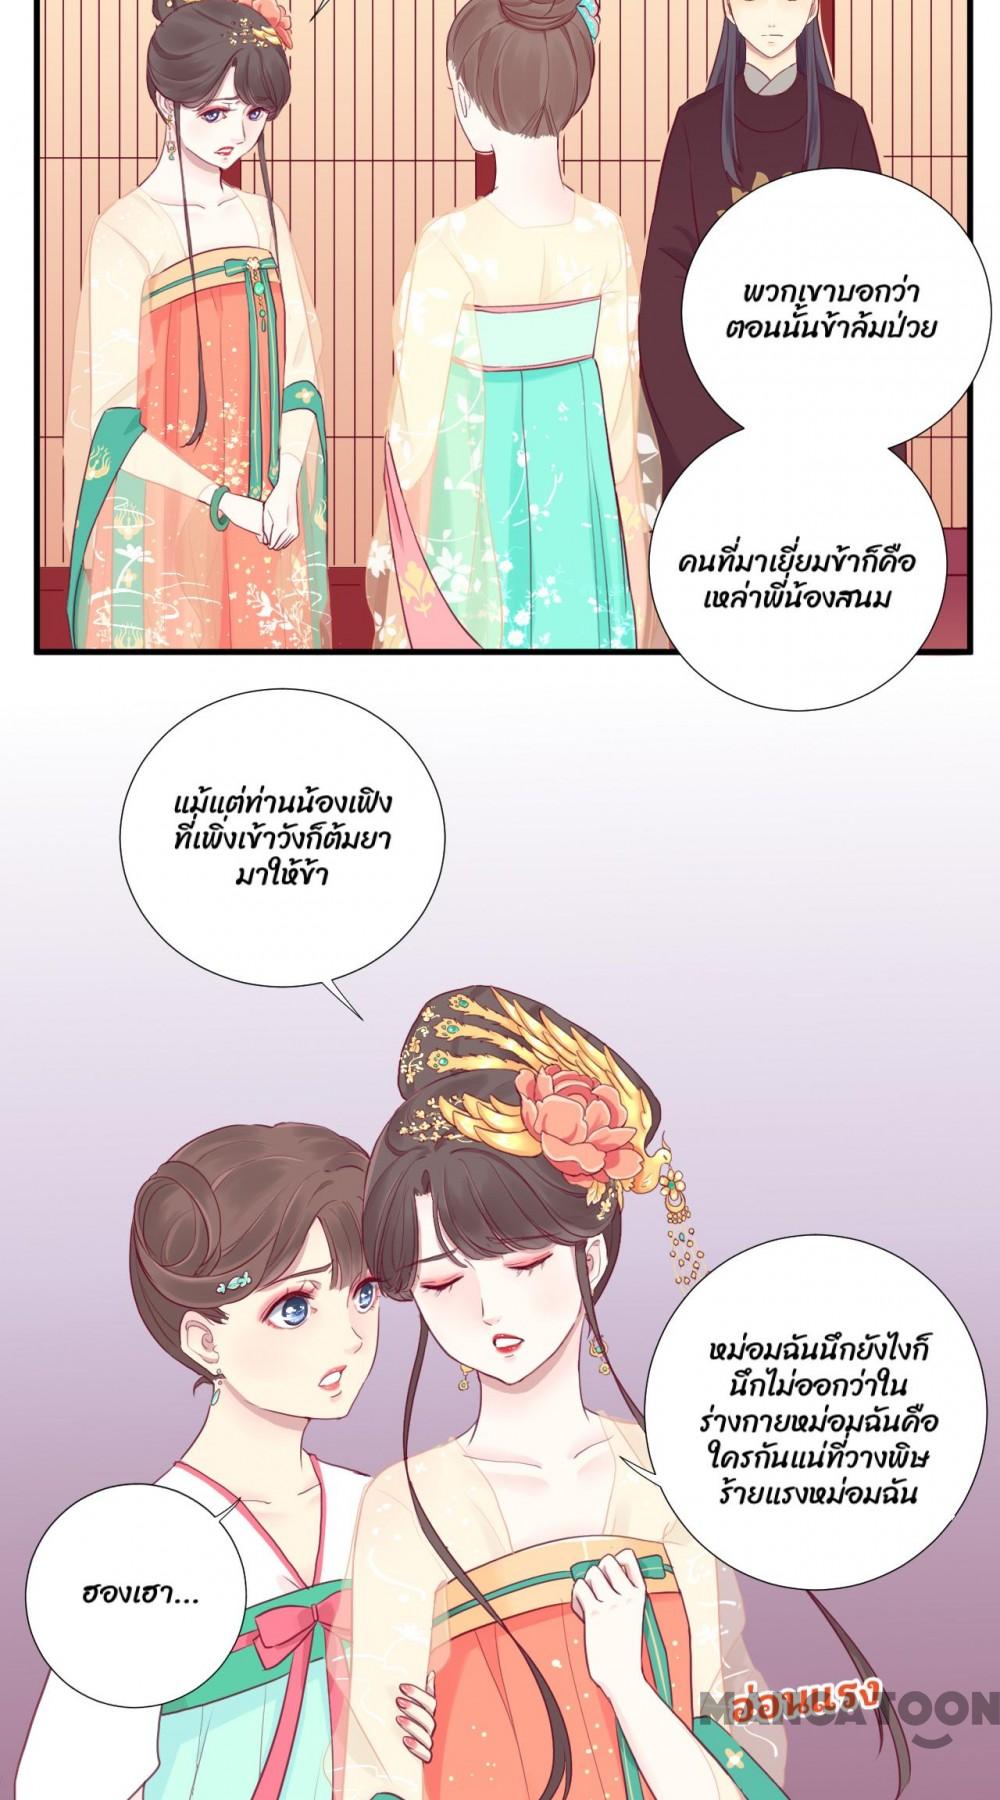 พวกเขาบอกว่า
ตอนนั้นข้าล้มป่วย
คนที่มาเยี่ยมข้าก็คือ
เหล่าพี่น้องสนม
แม้แต่ท่านน้องเฟิง
ที่เพิ่งเข้าวังก็ต้มยา
มาให้ข้า
หม่อมฉันนึกยังไงก็
นึกไม่ออกว่าใน
ร่างกายหม่อมฉันคือ
ใครกันแน่ที่วางพิษ
ร้ายแรงหม่อมฉัน
ฮองเฮา...
อ่อนแรง
MANGATOON